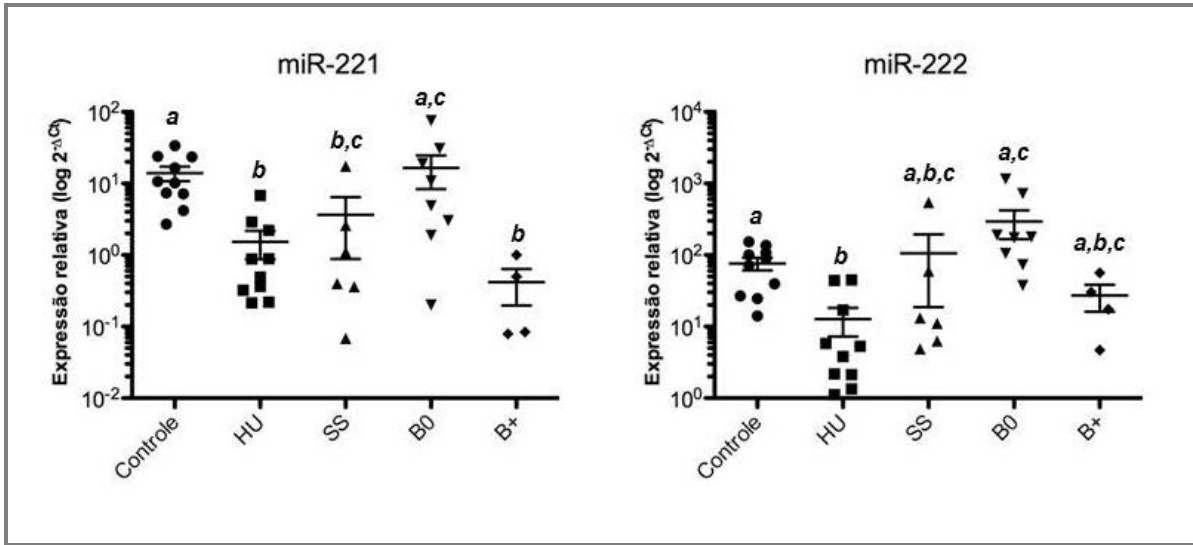 miR-221
Expressão relativa (log 2^-ΔCt)
10^2
10^1
10^0
10^-1
10^-2
a
b
b,c
a,c
b
Controle
HU
SS
B0
B+
miR-222
Expressão relativa (log 2^-ΔCt)
10^4
10^3
10^2
10^1
10^0
a
b
a,b,c
a,c
a,b,c
Controle
HU
SS
B0
B+